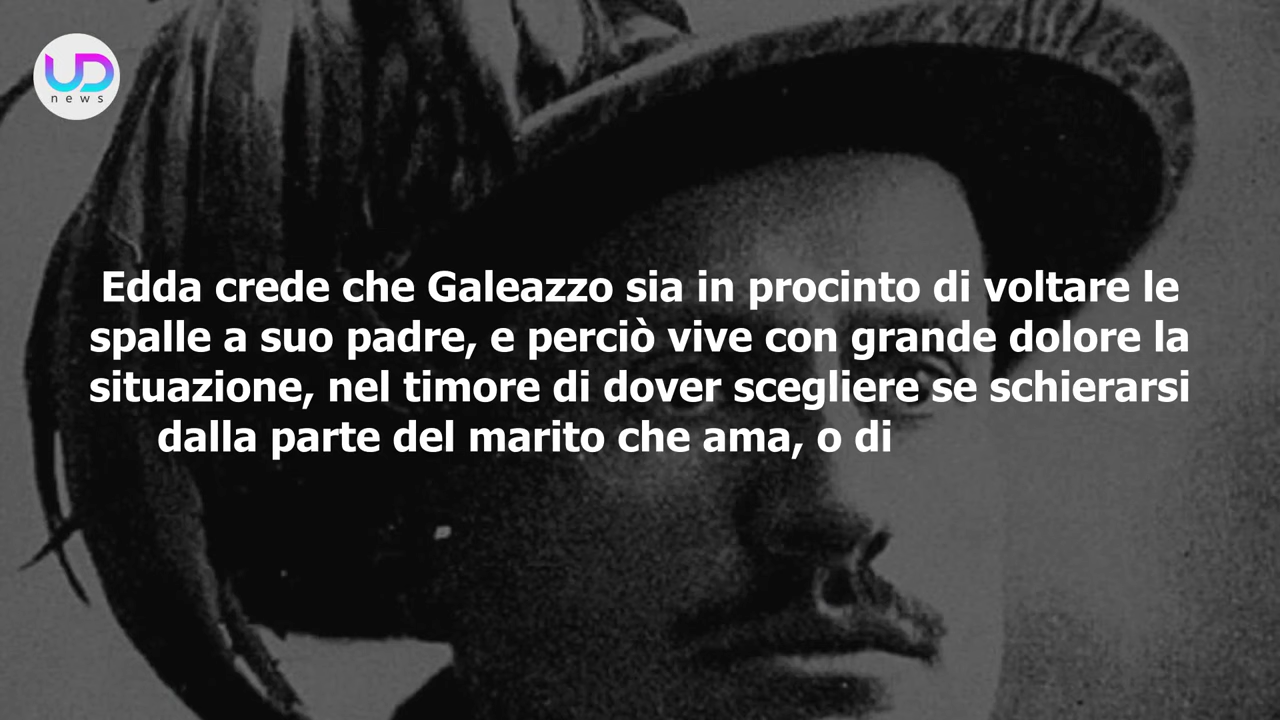 UD
news
Edda crede che Galeazzo sia in procinto di voltare le
spalle a suo padre, e perciò vive con grande dolore la
situazione, nel timore di dover scegliere se schierarsi
dalla parte del marito che ama, o di